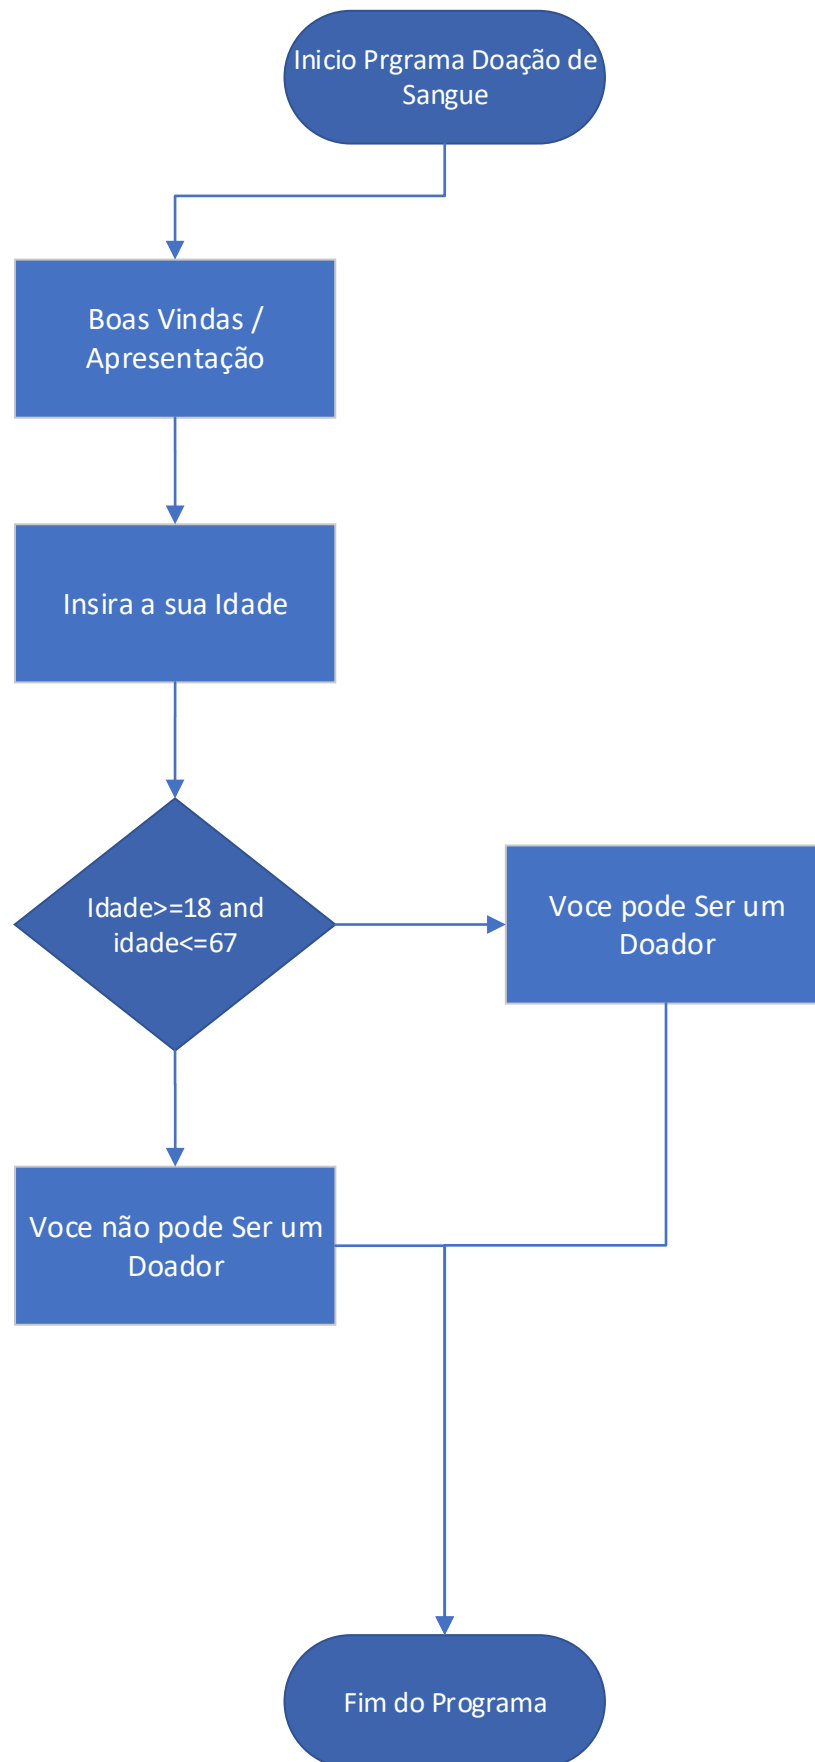 Inicio Prgrama Doação de
Sangue
Boas Vindas /
Apresentação
Insira a sua Idade
Idade>=18 and
idade<=67
Voce pode Ser um
Doador
Voce não pode Ser um
Doador
Fim do Programa